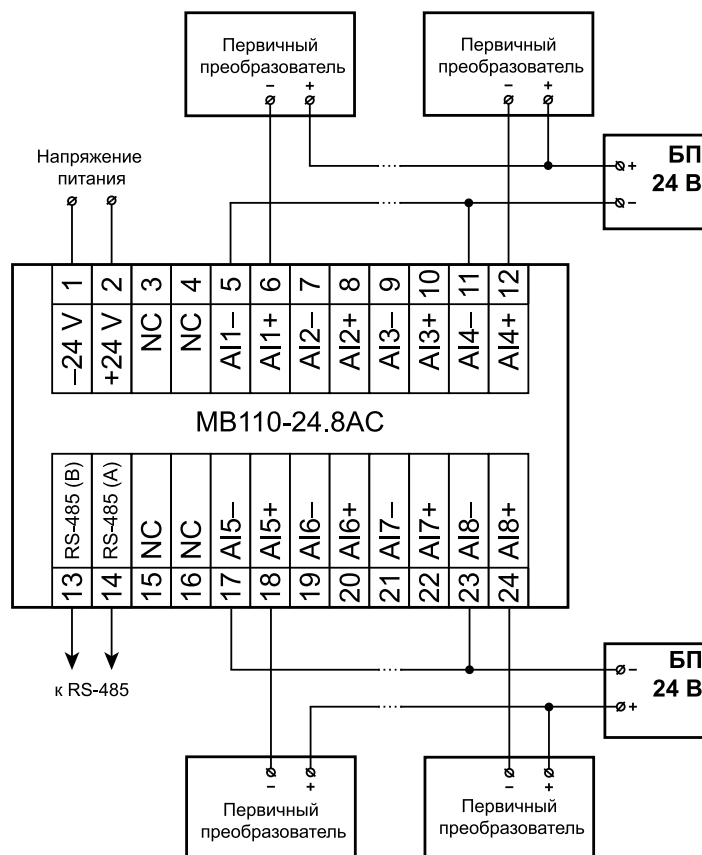 Первичный
преобразователь
− +
Первичный
преобразователь
− +
БП
24 В
+
−
Напряжение
питания
1 2 3 4 5 6 7 8 9 10 11 12
−24 V +24 V NC NC AI1− AI1+ AI2− AI2+ AI3− AI3+ AI4− AI4+
МВ110-24.8АС
RS-485 (B) RS-485 (A) NC NC AI5− AI5+ AI6− AI6+ AI7− AI7+ AI8− AI8+
13 14 15 16 17 18 19 20 21 22 23 24
к RS-485
БП
24 В
−
+
− +
Первичный
преобразователь
− +
Первичный
преобразователь